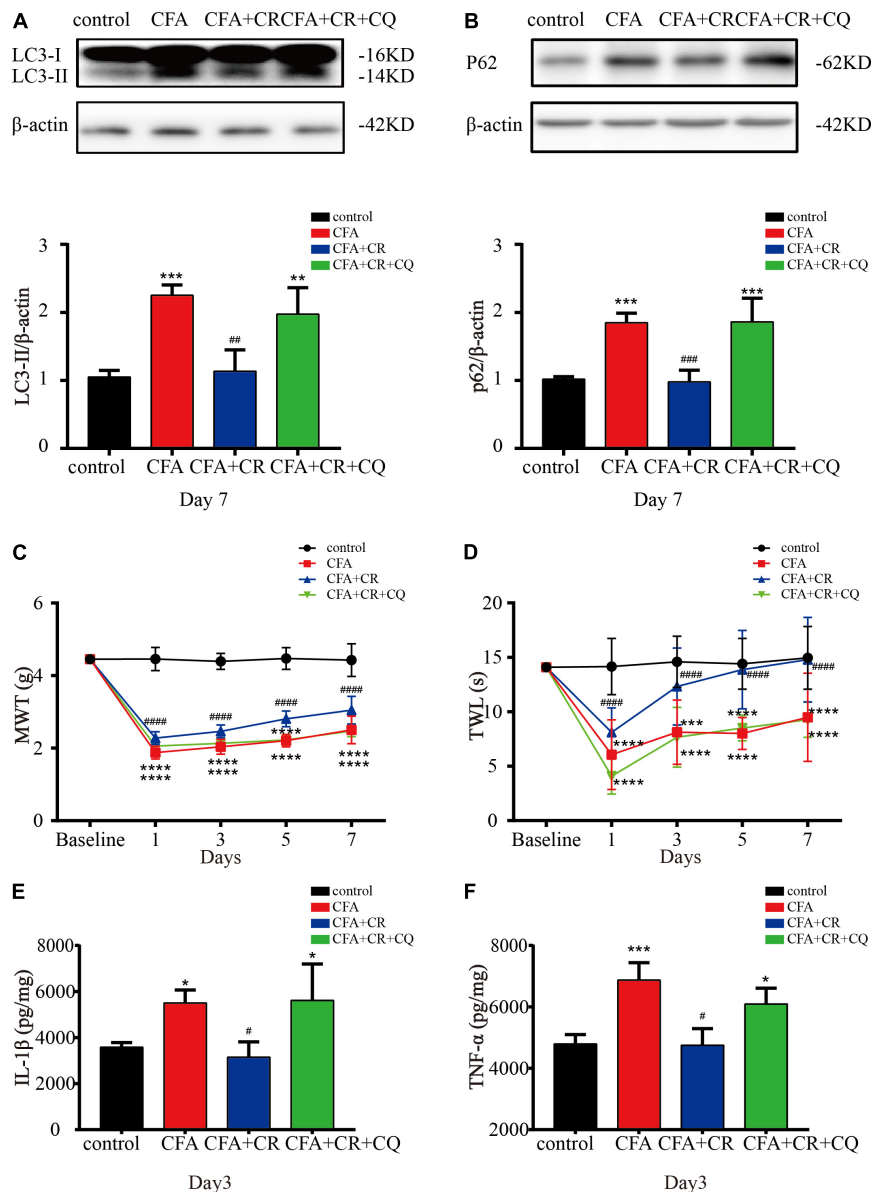 A
control CFA CFA+CR CFA+CR+CQ
LC3-I
-16KD
LC3-II
-14KD
β-actin
-42KD
B
control CFA CFA+CR CFA+CR+CQ
P62
-62KD
β-actin
-42KD
control
CFA
CFA+CR
CFA+CR+CQ
LC3-II/β-actin
3
2
1
0
***
##
**
control CFA CFA+CR CFA+CR+CQ
Day 7
control
CFA
CFA+CR
CFA+CR+CQ
p62/β-actin
3
2
1
0
***
###
***
control CFA CFA+CR CFA+CR+CQ
Day 7
C
control
CFA
CFA+CR
CFA+CR+CQ
MWT (g)
6
4
2
0
#### #### #### ####
****
**** **** **** ****
**** **** ****
Baseline 1 3 5 7
Days
D
control
CFA
CFA+CR
CFA+CR+CQ
TWL (s)
20
15
10
5
0
#### #### #### ####
**** *** **** ****
**** **** **** ****
Baseline 1 3 5 7
Days
E
control
CFA
CFA+CR
CFA+CR+CQ
IL-1β (pg/mg)
8000
6000
4000
2000
0
*
#
*
control CFA CFA+CR CFA+CR+CQ
Day3
F
control
CFA
CFA+CR
CFA+CR+CQ
TNF-α (pg/mg)
8000
6000
4000
2000
0
***
#
*
control CFA CFA+CR CFA+CR+CQ
Day3